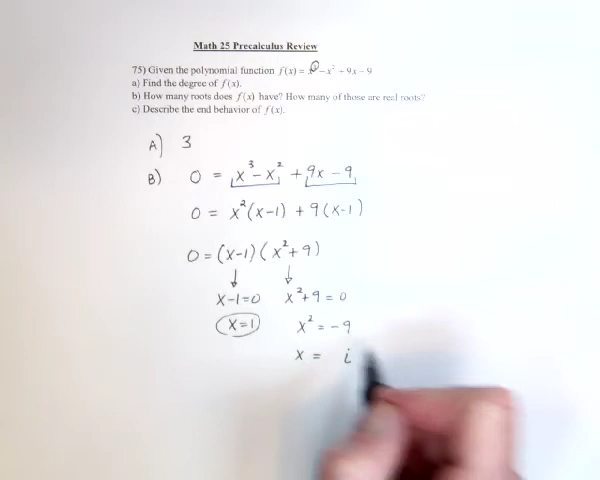 Math 25 Precalculus Review
75) Given the polynomial function f(x) = - x² + 9x - 9
a) Find the degree of f(x).
b) How many roots does f(x) have? How many of those are real roots?
c) Describe the end behavior of f(x).
A) 3
B) 0 = x³ - x² + 9x - 9
0 = x²(x-1) + 9(x-1)
0 = (x-1)(x²+9)
x-1=0 x²+9=0
x=1 x² = -9
x = i